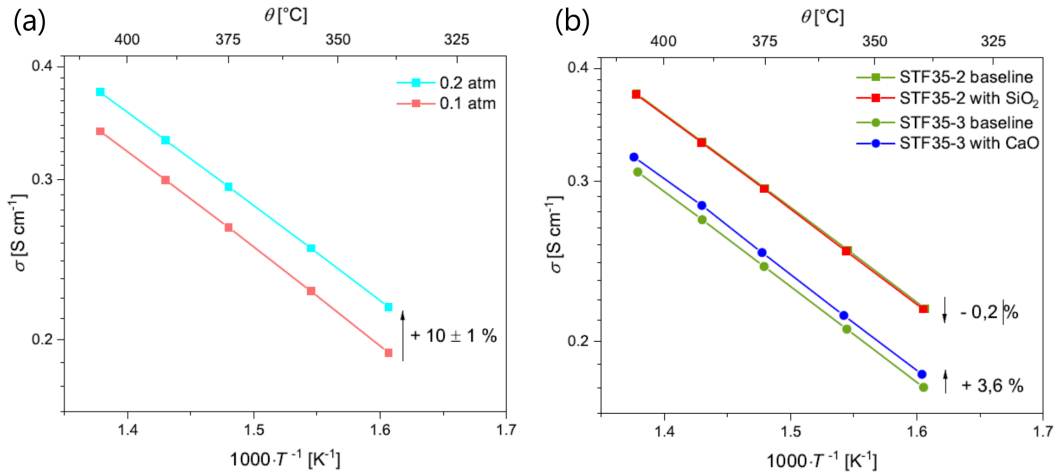 (a)
θ [°C]
400 375 350 325
0.4
0.3
0.2
σ [S cm⁻¹]
0.2 atm
0.1 atm
+ 10 ± 1 %
1.4 1.5 1.6 1.7
1000·T ⁻¹ [K⁻¹]
(b)
θ [°C]
400 375 350 325
0.4
0.3
0.2
σ [S cm⁻¹]
STF35-2 baseline
STF35-2 with SiO₂
STF35-3 baseline
STF35-3 with CaO
- 0,2 %
+ 3,6 %
1.4 1.5 1.6 1.7
1000·T ⁻¹ [K⁻¹]